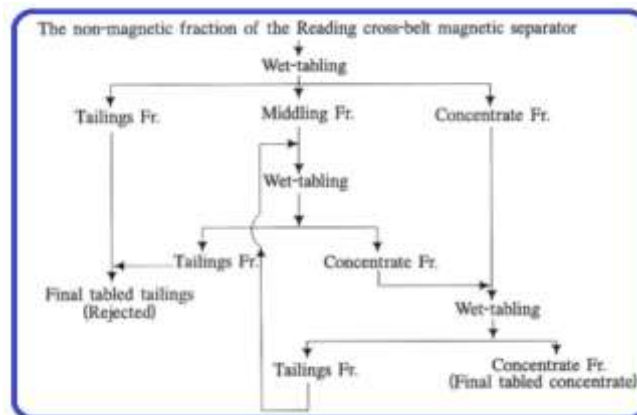 The non-magnetic fraction of the Reading cross-belt magnetic separator
Wet-tabling
Tailings Fr.
Middling Fr.
Concentrate Fr.
Wet-tabling
Tailings Fr.
Concentrate Fr.
Final tabled tailings
(Rejected)
Wet-tabling
Tailings Fr.
Concentrate Fr.
(Final tabled concentrate)